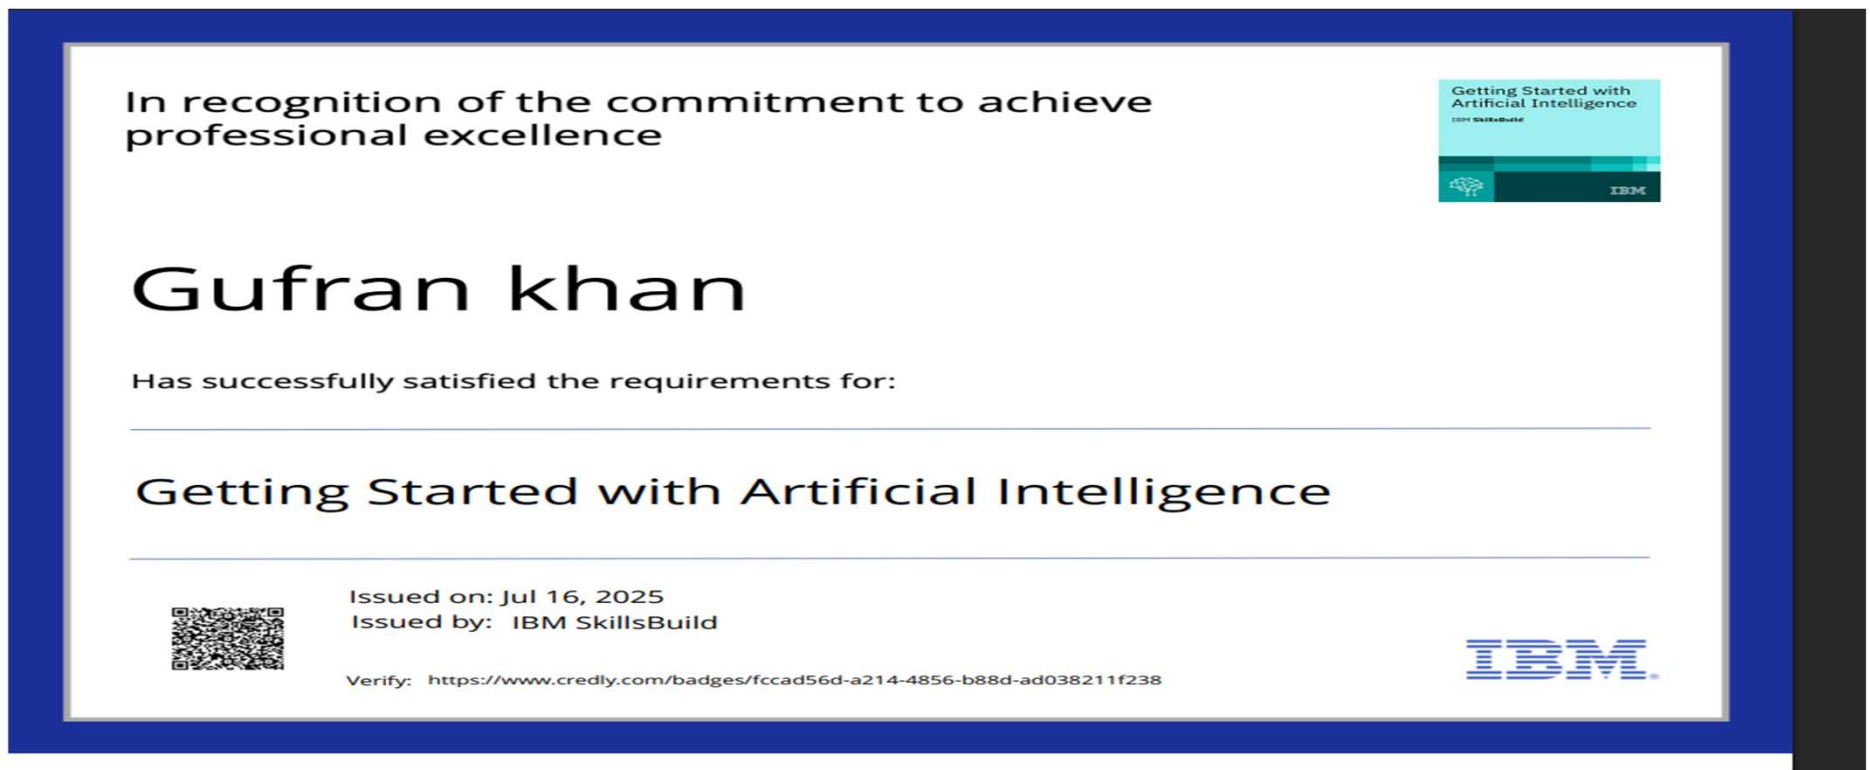 In recognition of the commitment to achieve
professional excellence
Getting Started with
Artificial Intelligence
IBM SkillsBuild
IBM
Gufran khan
Has successfully satisfied the requirements for:
Getting Started with Artificial Intelligence
Issued on: Jul 16, 2025
Issued by: IBM SkillsBuild
IBM
Verify: https://www.credly.com/badges/fccad56d-a214-4856-b88d-ad038211f238